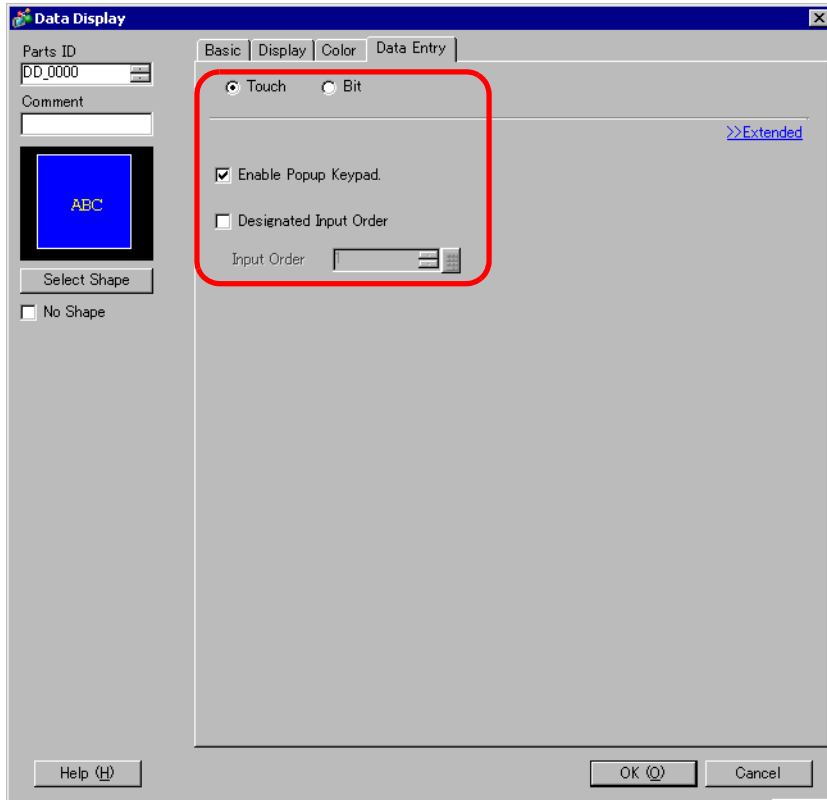 Data Display
Parts ID
DD_0000
Comment
ABC
Select Shape
No Shape
Basic Display Color Data Entry
Touch Bit
>>Extended
Enable Popup Keypad.
Designated Input Order
Input Order 1
Help (H)
OK (O) Cancel